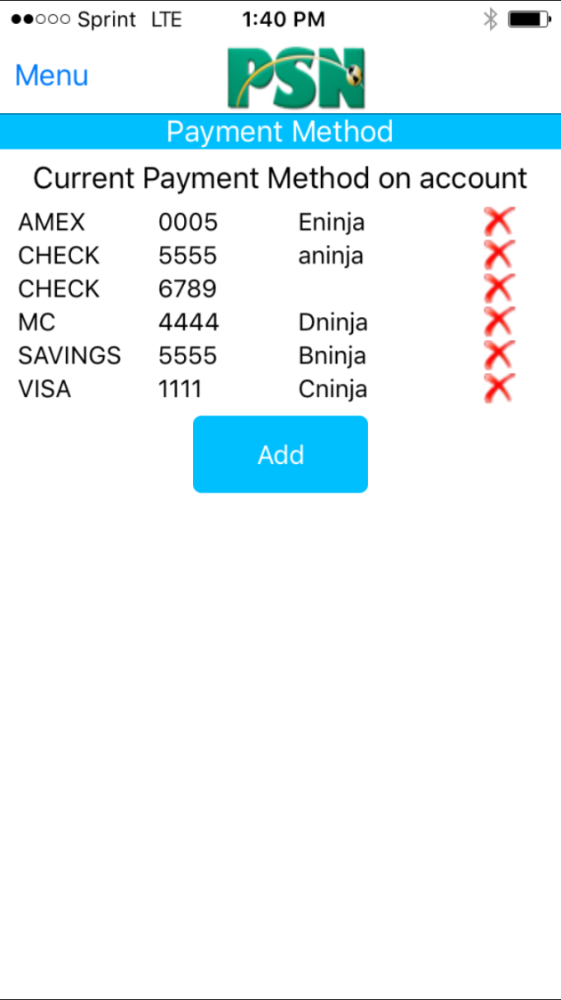 Sprint LTE 1:40 PM
Menu PSN
Payment Method
Current Payment Method on account
AMEX 0005 Eninja
CHECK 5555 aninja
CHECK 6789
MC 4444 Dninja
SAVINGS 5555 Bninja
VISA 1111 Cninja
Add